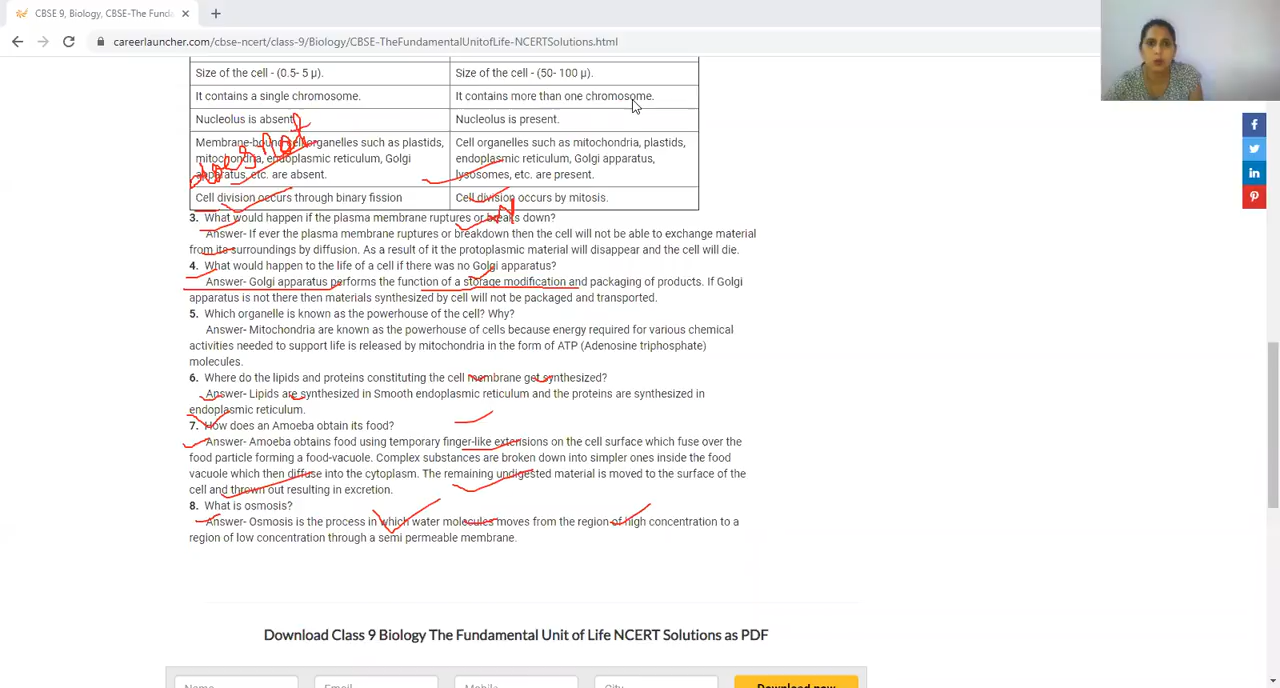 CBSE 9, Biology, CBSE-The Funda
careerlauncher.com/cbse-ncert/class-9/Biology/CBSE-TheFundamentalUnitofLife-NCERTSolutions.html
Size of the cell - (0.5- 5 µ). Size of the cell - (50- 100 µ).
It contains a single chromosome. It contains more than one chromosome.
Nucleolus is absent Nucleolus is present.
does not
Membrane-bound cell organelles such as plastids, Cell organelles such as mitochondria, plastids,
mitochondria, endoplasmic reticulum, Golgi endoplasmic reticulum, Golgi apparatus,
apparatus, etc. are absent. lysosomes, etc. are present.
Cell division occurs through binary fission Cell division occurs by mitosis.
3. What would happen if the plasma membrane ruptures or breaks down?
Answer- If ever the plasma membrane ruptures or breakdown then the cell will not be able to exchange material
from its surroundings by diffusion. As a result of it the protoplasmic material will disappear and the cell will die.
4. What would happen to the life of a cell if there was no Golgi apparatus?
Answer- Golgi apparatus performs the function of a storage modification and packaging of products. If Golgi
apparatus is not there then materials synthesized by cell will not be packaged and transported.
5. Which organelle is known as the powerhouse of the cell? Why?
Answer- Mitochondria are known as the powerhouse of cells because energy required for various chemical
activities needed to support life is released by mitochondria in the form of ATP (Adenosine triphosphate)
molecules.
6. Where do the lipids and proteins constituting the cell membrane get synthesized?
Answer- Lipids are synthesized in Smooth endoplasmic reticulum and the proteins are synthesized in
endoplasmic reticulum.
7. How does an Amoeba obtain its food?
Answer- Amoeba obtains food using temporary finger-like extensions on the cell surface which fuse over the
food particle forming a food-vacuole. Complex substances are broken down into simpler ones inside the food
vacuole which then diffuse into the cytoplasm. The remaining undigested material is moved to the surface of the
cell and thrown out resulting in excretion.
8. What is osmosis?
Answer- Osmosis is the process in which water molecules moves from the region of high concentration to a
region of low concentration through a semi permeable membrane.
Download Class 9 Biology The Fundamental Unit of Life NCERT Solutions as PDF
Name Email Mobile City Download now